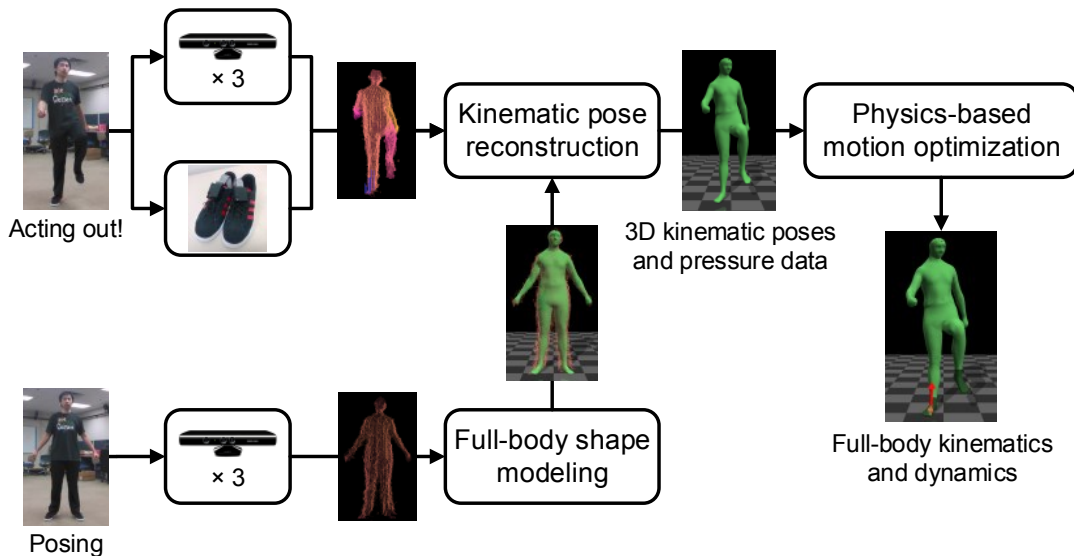 × 3
Acting out!
Kinematic pose
reconstruction
3D kinematic poses
and pressure data
Physics-based
motion optimization
Full-body kinematics
and dynamics
Posing
× 3
Full-body shape
modeling